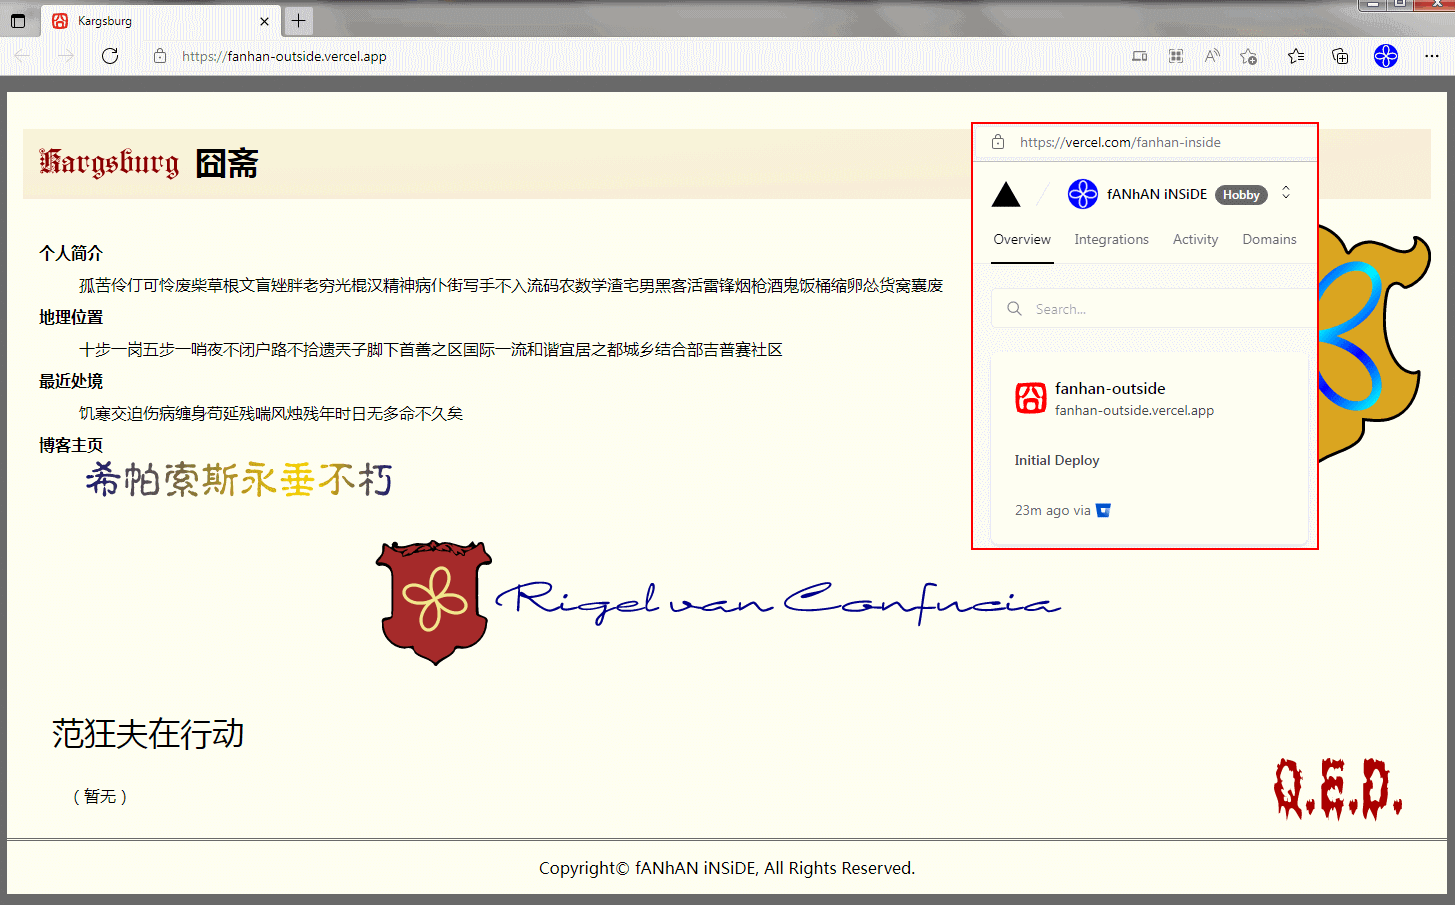 Kargsburg
https://fanhan-outside.vercel.app
Kargsburg 囧斋
个人简介
孤苦伶仃可怜废柴草根文盲矬胖老穷光棍汉精神病仆街写手不入流码农数学渣宅男黑客活雷锋烟枪酒鬼饭桶缩卵怂货窝囊废
地理位置
十步一岗五步一哨夜不闭户路不拾遗兲子脚下首善之区国际一流和谐宜居之都城乡结合部吉普赛社区
最近处境
饥寒交迫伤病缠身苟延残喘风烛残年时日无多命不久矣
博客主页
希帕索斯永垂不朽
https://vercel.com/fanhan-inside
fANhAN iNSiDE Hobby
Overview Integrations Activity Domains
Search...
fanhan-outside
fanhan-outside.vercel.app
Initial Deploy
23m ago via
Rigel van Confucia
范狂夫在行动
（暂无）
Q.E.D.
Copyright© fANhAN iNSiDE, All Rights Reserved.